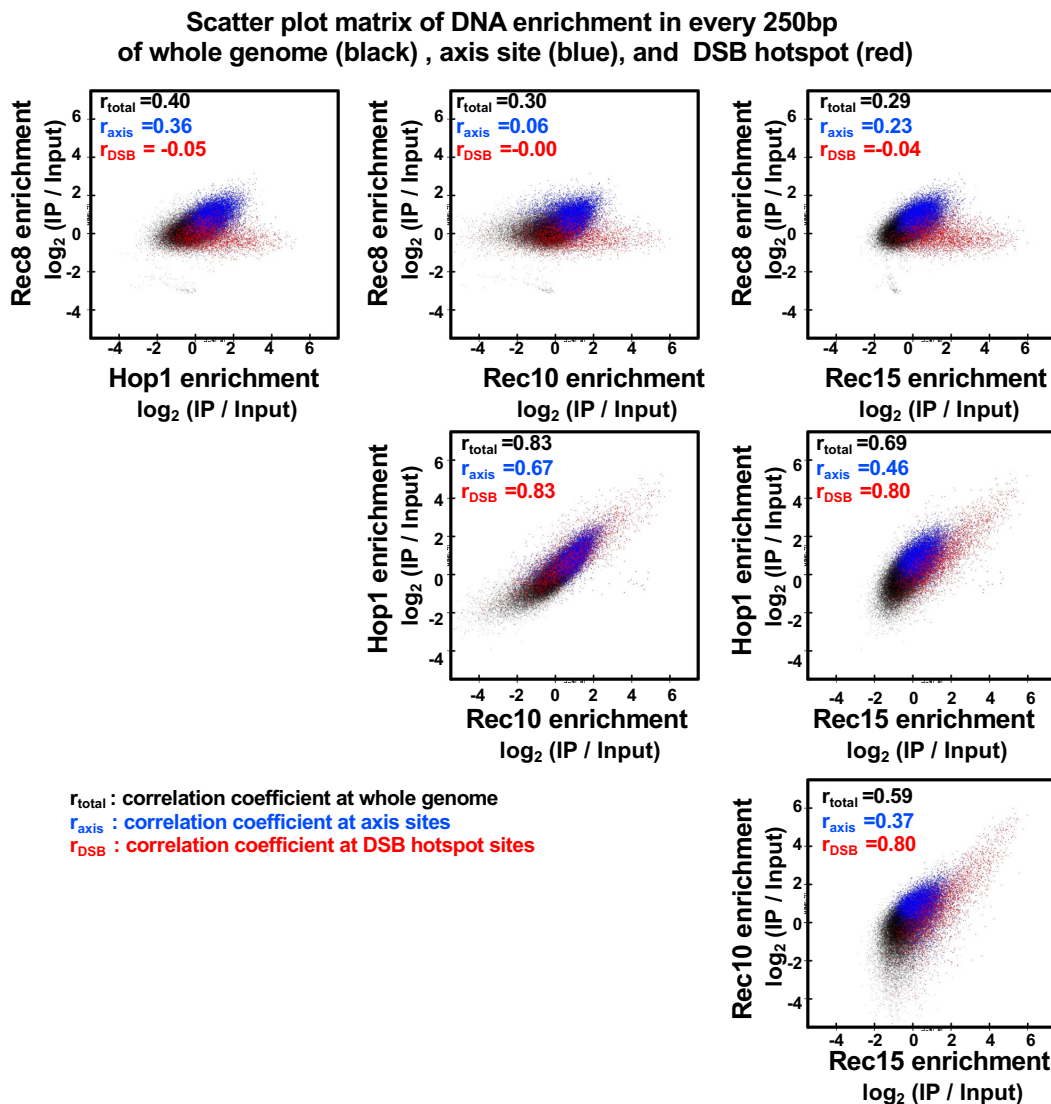 Scatter plot matrix of DNA enrichment in every 250bp
of whole genome (black) , axis site (blue), and DSB hotspot (red)
Rec8 enrichment
log2 (IP / Input)
6
4
2
0
-2
-4
rtotal =0.40
raxis =0.36
rDSB = -0.05
-4 -2 0 2 4 6
Hop1 enrichment
log2 (IP / Input)
Rec8 enrichment
log2 (IP / Input)
6
4
2
0
-2
-4
rtotal =0.30
raxis =0.06
rDSB =-0.00
-4 -2 0 2 4 6
Rec10 enrichment
log2 (IP / Input)
Rec8 enrichment
log2 (IP / Input)
6
4
2
0
-2
-4
rtotal =0.29
raxis =0.23
rDSB =-0.04
-4 -2 0 2 4 6
Rec15 enrichment
log2 (IP / Input)
Hop1 enrichment
log2 (IP / Input)
6
4
2
0
-2
-4
rtotal =0.83
raxis =0.67
rDSB =0.83
-4 -2 0 2 4 6
Rec10 enrichment
log2 (IP / Input)
Hop1 enrichment
log2 (IP / Input)
6
4
2
0
-2
-4
rtotal =0.69
raxis =0.46
rDSB =0.80
-4 -2 0 2 4 6
Rec15 enrichment
log2 (IP / Input)
rtotal : correlation coefficient at whole genome
raxis : correlation coefficient at axis sites
rDSB : correlation coefficient at DSB hotspot sites
Rec10 enrichment
log2 (IP / Input)
6
4
2
0
-2
-4
rtotal =0.59
raxis =0.37
rDSB =0.80
-4 -2 0 2 4 6
Rec15 enrichment
log2 (IP / Input)